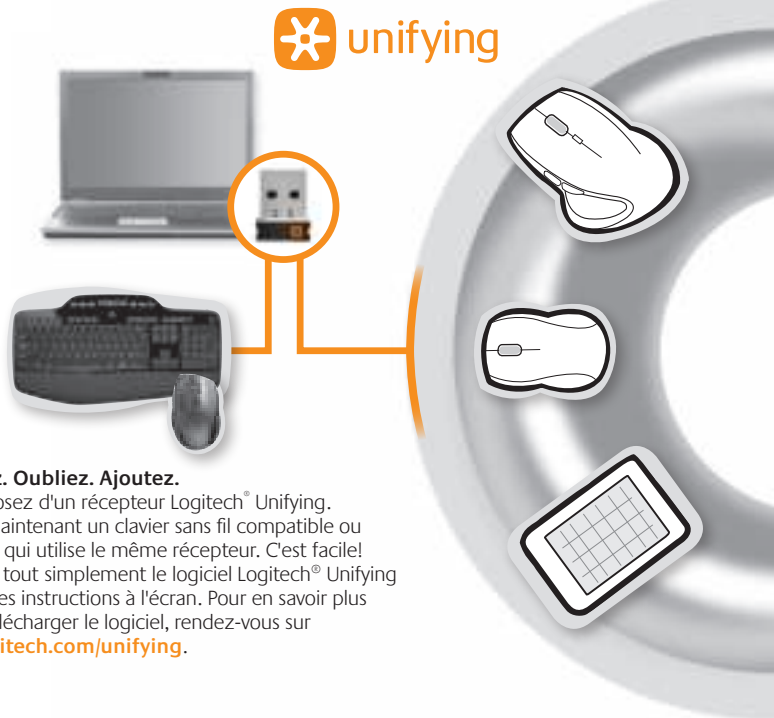 unifying
z. Oubliez. Ajoutez.
osez d'un récepteur Logitech® Unifying.
aintenant un clavier sans fil compatible ou
qui utilise le même récepteur. C'est facile!
tout simplement le logiciel Logitech® Unifying
es instructions à l'écran. Pour en savoir plus
lécharger le logiciel, rendez-vous sur
itech.com/unifying.